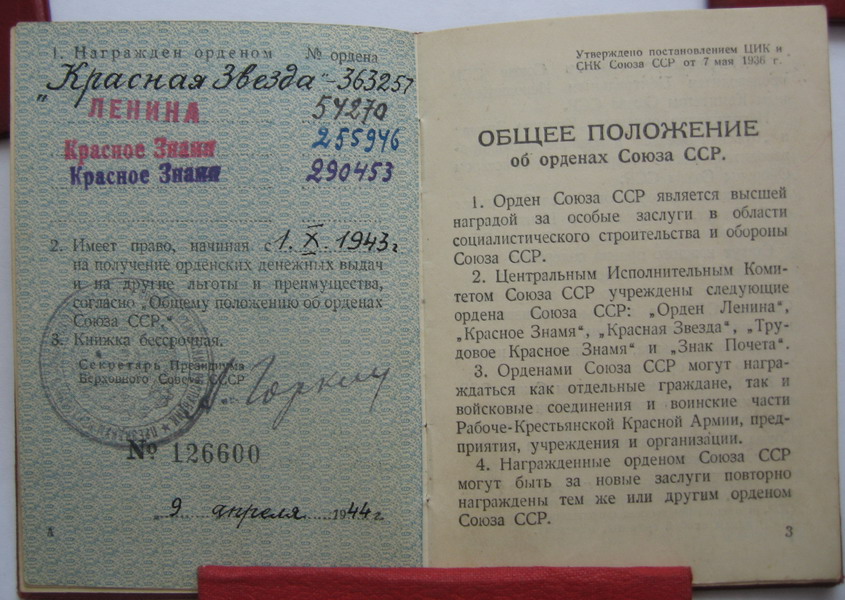 1. Награжден орденом № ордена
"Красная Звезда" - 363257
ЛЕНИНА 54270
Красное Знамя 255946
Красное Знамя 290453
2. Имеет право, начиная с 1. X. 1943 г
на получение орденских денежных выдач
и на другие льготы и преимущества,
согласно „Общему положению об орденах
Союза ССР.“
3. Книжка бессрочная.
Секретарь Президиума
Верховного Совета СССР
Горкин
№ 126600
„9 апреля 1944 г.
Утверждено постановлением ЦИК и
СНК Союза ССР от 7 мая 1936 г.
ОБЩЕЕ ПОЛОЖЕНИЕ
об орденах Союза ССР.
1. Орден Союза ССР является высшей
наградой за особые заслуги в области
социалистического строительства и обороны
Союза ССР.
2. Центральным Исполнительным Коми-
тетом Союза ССР учреждены следующие
ордена Союза ССР: „Орден Ленина“,
„Красное Знамя“, „Красная Звезда“, „Тру-
довое Красное Знамя“ и „Знак Почета“.
3. Орденами Союза ССР могут награ-
ждаться как отдельные граждане, так и
войсковые соединения и воинские части
Рабоче-Крестьянской Красной Армии, пред-
приятия, учреждения и организации.
4. Награжденные орденом Союза ССР
могут быть за новые заслуги повторно
награждены тем же или другим орденом
Союза ССР.
3